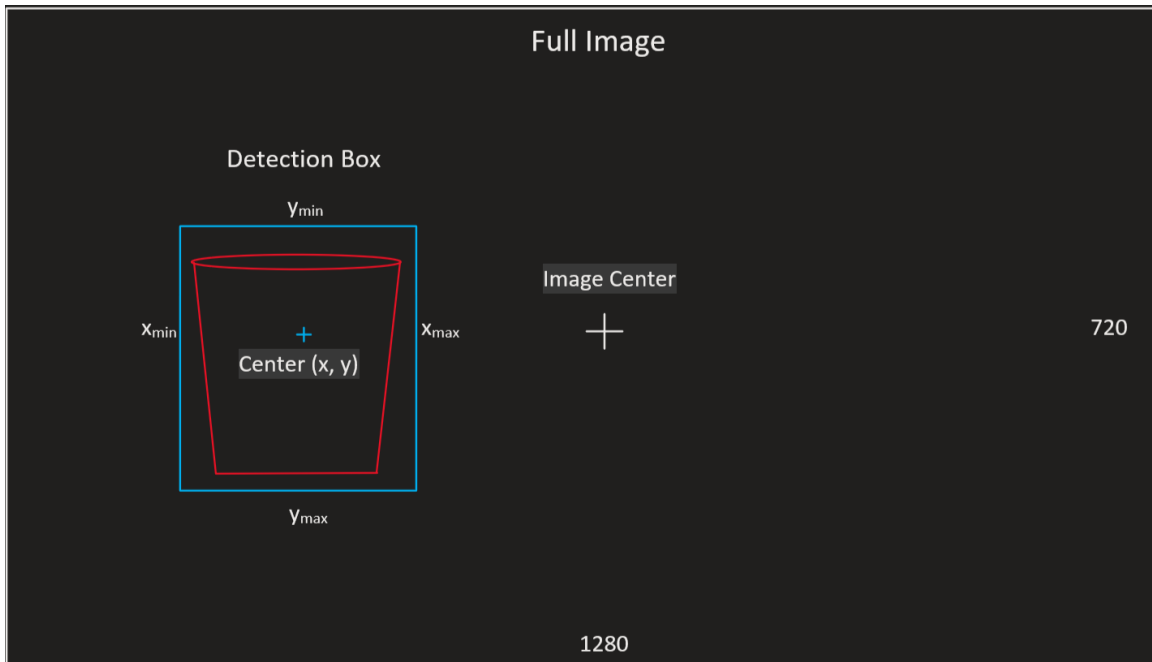 Full Image
Detection Box
ymin
Image Center
xmin
xmax
720
Center (x, y)
ymax
1280